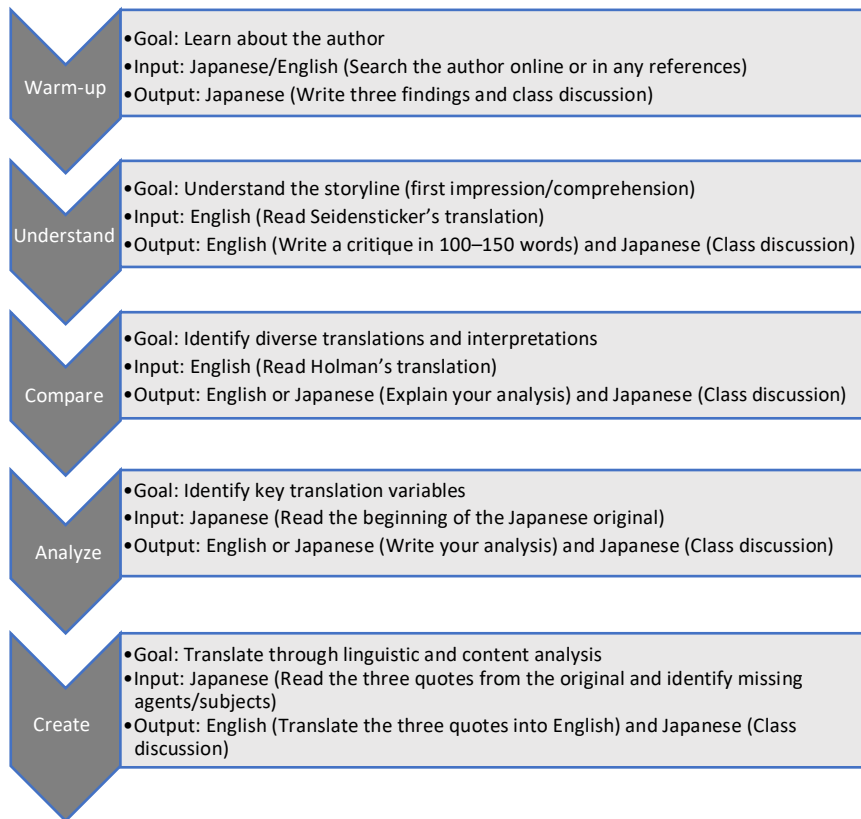 Warm-up
•Goal: Learn about the author
•Input: Japanese/English (Search the author online or in any references)
•Output: Japanese (Write three findings and class discussion)
Understand
•Goal: Understand the storyline (first impression/comprehension)
•Input: English (Read Seidensticker’s translation)
•Output: English (Write a critique in 100–150 words) and Japanese (Class discussion)
Compare
•Goal: Identify diverse translations and interpretations
•Input: English (Read Holman’s translation)
•Output: English or Japanese (Explain your analysis) and Japanese (Class discussion)
Analyze
•Goal: Identify key translation variables
•Input: Japanese (Read the beginning of the Japanese original)
•Output: English or Japanese (Write your analysis) and Japanese (Class discussion)
Create
•Goal: Translate through linguistic and content analysis
•Input: Japanese (Read the three quotes from the original and identify missing
agents/subjects)
•Output: English (Translate the three quotes into English) and Japanese (Class
discussion)